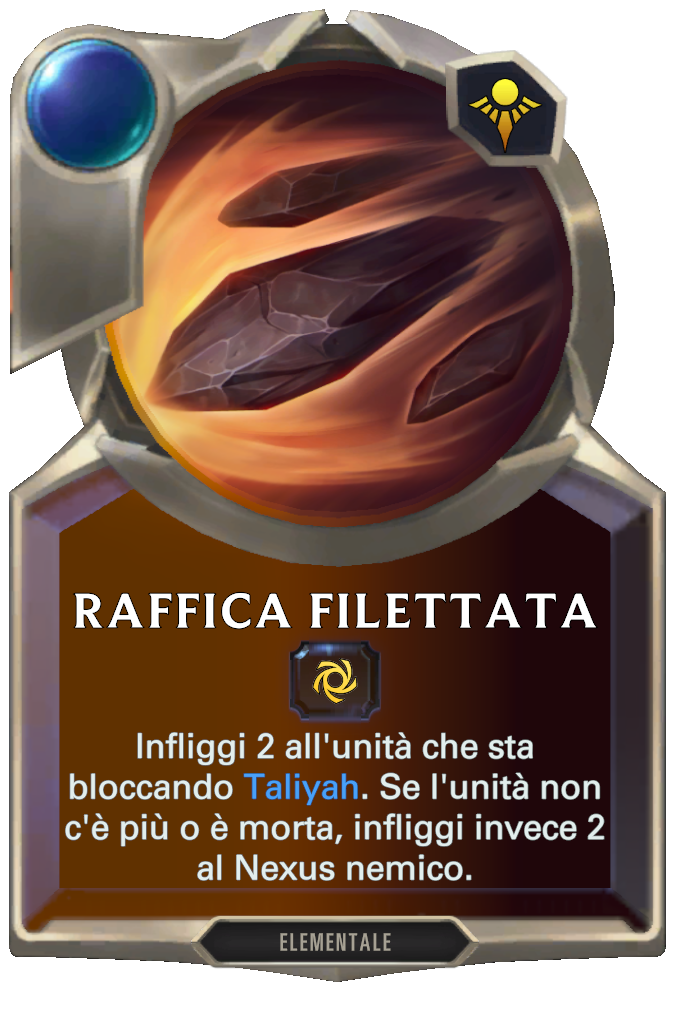 RAFFICA FILETTATA
Infliggi 2 all'unità che sta
bloccando Taliyah. Se l'unità non
c'è più o è morta, infliggi invece 2
al Nexus nemico.
ELEMENTALE